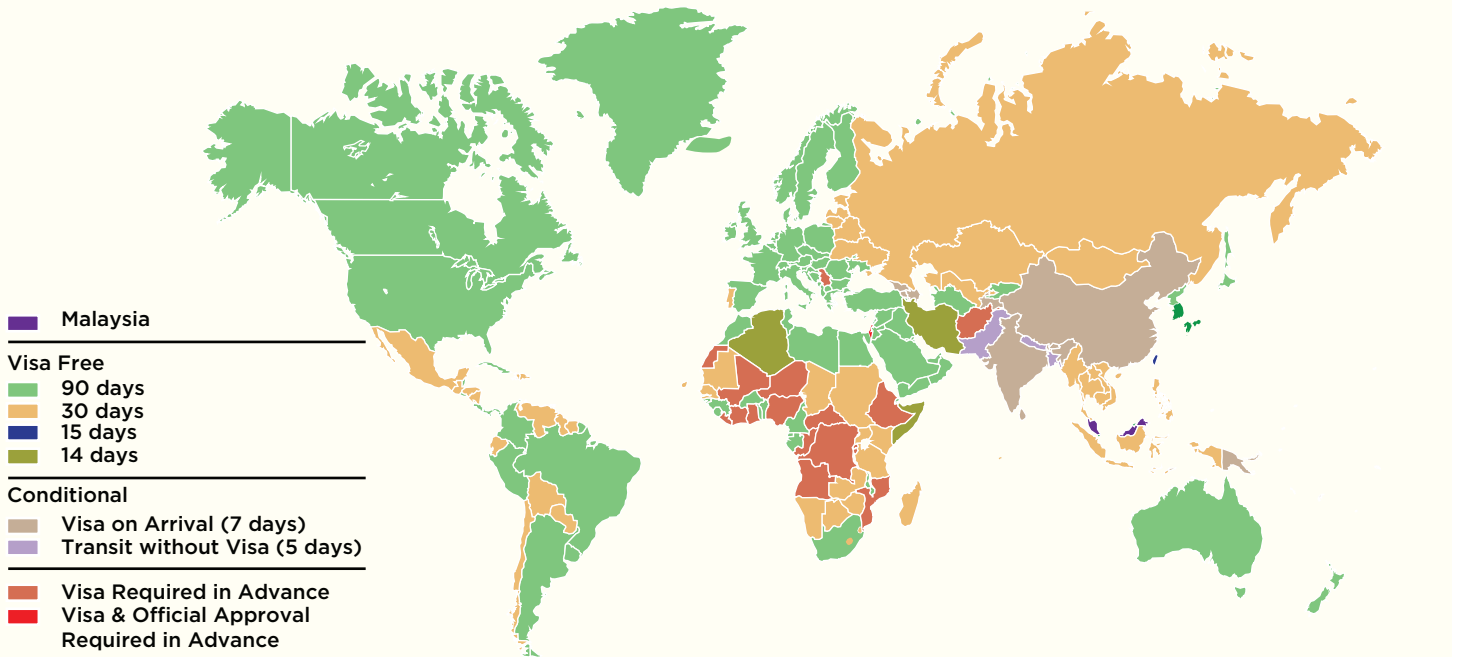 Malaysia
Visa Free
90 days
30 days
15 days
14 days
Conditional
Visa on Arrival (7 days)
Transit without Visa (5 days)
Visa Required in Advance
Visa & Official Approval
Required in Advance